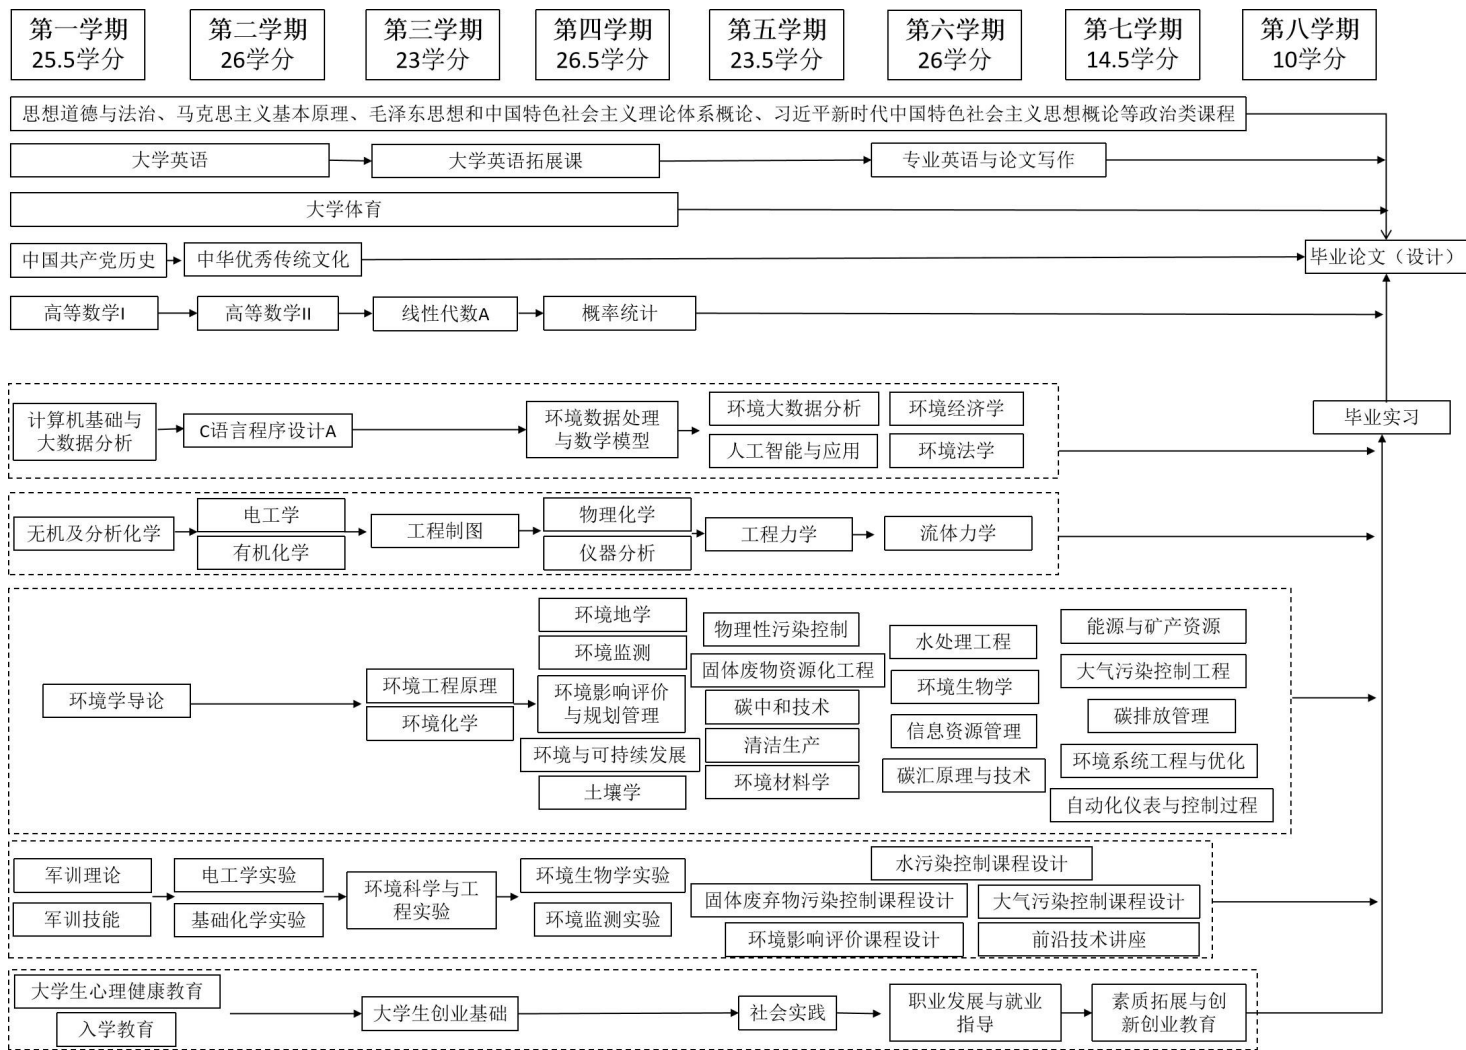 第一学期
25.5学分
第二学期
26学分
第三学期
23学分
第四学期
26.5学分
第五学期
23.5学分
第六学期
26学分
第七学期
14.5学分
第八学期
10学分
思想道德与法治、马克思主义基本原理、毛泽东思想和中国特色社会主义理论体系概论、习近平新时代中国特色社会主义思想概论等政治类课程
大学英语
大学英语拓展课
专业英语与论文写作
大学体育
中国共产党历史
中华优秀传统文化
毕业论文（设计）
高等数学I
高等数学II
线性代数A
概率统计
计算机基础与
大数据分析
C语言程序设计A
环境数据处理
与数学模型
环境大数据分析
人工智能与应用
环境经济学
环境法学
毕业实习
无机及分析化学
电工学
有机化学
工程制图
物理化学
仪器分析
工程力学
流体力学
环境学导论
环境工程原理
环境化学
环境地学
环境监测
环境影响评价
与规划管理
环境与可持续发展
土壤学
物理性污染控制
固体废物资源化工程
碳中和技术
清洁生产
环境材料学
水处理工程
环境生物学
信息资源管理
碳汇原理与技术
能源与矿产资源
大气污染控制工程
碳排放管理
环境系统工程与优化
自动化仪表与控制过程
军训理论
军训技能
电工学实验
基础化学实验
环境科学与工
程实验
环境生物学实验
环境监测实验
水污染控制课程设计
固体废弃物污染控制课程设计
大气污染控制课程设计
环境影响评价课程设计
前沿技术讲座
大学生心理健康教育
入学教育
大学生创业基础
社会实践
职业发展与就业
指导
素质拓展与创
新创业教育